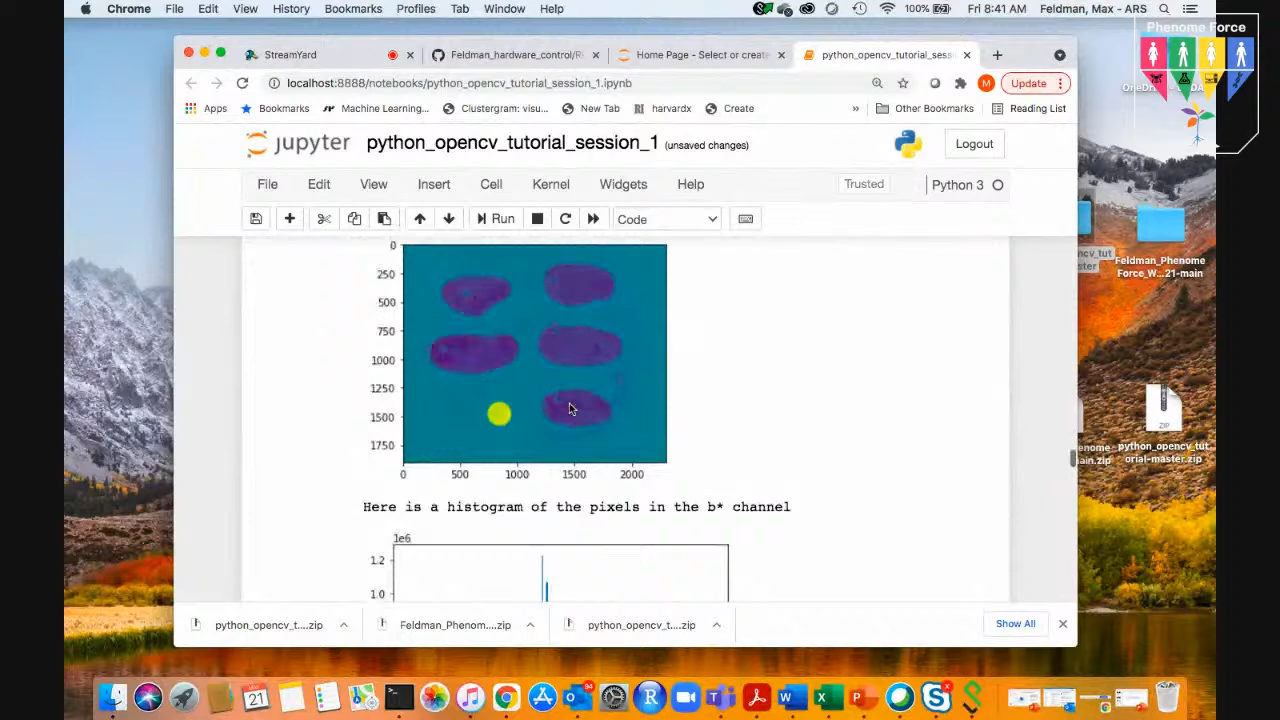 Chrome File Edit View History Bookmarks Profiles Tab Window Help 100% Fri 8:41 AM Feldman, Max - ARS
Phenome Force
StreamYard Feldmann_hardware_control/R Home Page - Select or create python_opencv_tutorial_sess
localhost:8888/notebooks/python_opencv_tutorial_session_1.ipynb M Update
Apps Bookmarks Machine Learning... Clustergram: visu... New Tab harvardx Create » Other Bookmarks Reading List
jupyter python_opencv_tutorial_session_1 (unsaved changes) Logout
File Edit View Insert Cell Kernel Widgets Help Trusted Python 3
Run Code
0
250
500
750
1000
1250
1500
1750
0 500 1000 1500 2000
Here is a histogram of the pixels in the b* channel
1e6
1.2
1.0
Feldman_Phenome
Force_W...21-main
ZIP
python_opencv_tut
orial-master.zip
python_opencv_t....zip Feldman_Phenom....zip python_opencv_t....zip Show All
21 94